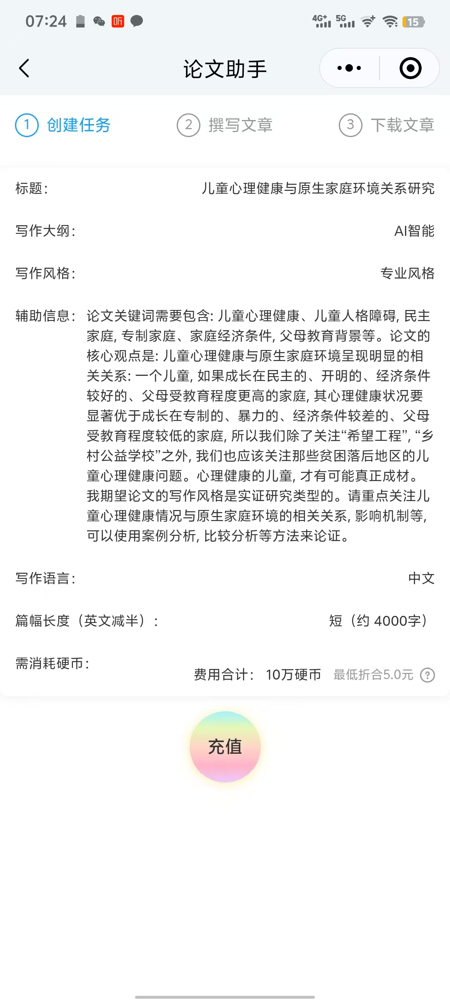 07:24
听
4G+
5G
15
论文助手
1 创建任务
2 撰写文章
3 下载文章
标题：
儿童心理健康与原生家庭环境关系研究
写作大纲：
AI智能
写作风格：
专业风格
辅助信息：
论文关键词需要包含: 儿童心理健康、儿童人格障碍, 民主
家庭, 专制家庭、家庭经济条件, 父母教育背景等。论文的
核心观点是: 儿童心理健康与原生家庭环境呈现明显的相
关关系: 一个儿童, 如果成长在民主的、开明的、经济条件
较好的、父母受教育程度更高的家庭, 其心理健康状况要
显著优于成长在专制的、暴力的、经济条件较差的、父母
受教育程度较低的家庭, 所以我们除了关注“希望工程”, “乡
村公益学校”之外, 我们也应该关注那些贫困落后地区的儿
童心理健康问题。心理健康的儿童, 才有可能真正成材。
我期望论文的写作风格是实证研究类型的。请重点关注儿
童心理健康情况与原生家庭环境的相关关系, 影响机制等,
可以使用案例分析, 比较分析等方法来论证。
写作语言：
中文
篇幅长度（英文减半）：
短（约 4000字）
需消耗硬币：
费用合计： 10万硬币 最低折合5.0元 ?
充值